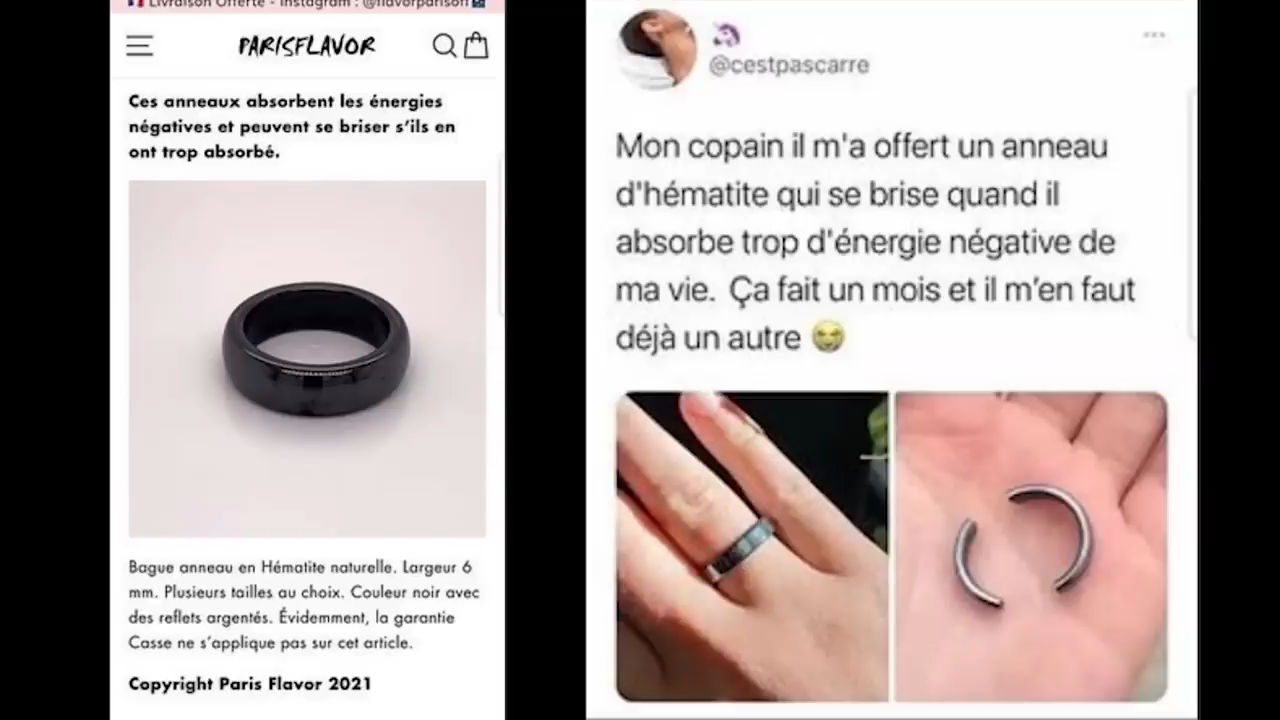 Livraison Offerte - Instagram : @flavorparisoff
PARISFLAVOR
Ces anneaux absorbent les énergies
négatives et peuvent se briser s'ils en
ont trop absorbé.
Bague anneau en Hématite naturelle. Largeur 6
mm. Plusieurs tailles au choix. Couleur noir avec
des reflets argentés. Évidemment, la garantie
Casse ne s'applique pas sur cet article.
Copyright Paris Flavor 2021
@cestpascarre
Mon copain il m'a offert un anneau
d'hématite qui se brise quand il
absorbe trop d'énergie négative de
ma vie. Ça fait un mois et il m'en faut
déjà un autre